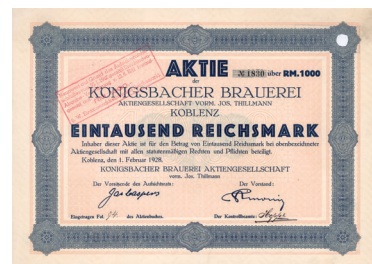 AKTIE № 1830 über RM.1000
der
KÖNIGSBACHER BRAUEREI
AKTIENGESELLSCHAFT VORM. JOS. THILLMANN
KOBLENZ
EINTAUSEND REICHSMARK
Inhaber dieser Aktie ist für den Betrag von Eintausend Reichsmark bei obenbezeichneter
Aktiengesellschaft mit allen statutenmäßigen Rechten und Pflichten beteiligt.
Koblenz, den 1. Februar 1928.
KÖNIGSBACHER BRAUEREI AKTIENGESELLSCHAFT
vorm. Jos. Thillmann
Der Vorsitzende des Aufsichtsrats: Der Vorstand:
Eingetragen Fol. des Aktienbuches. Der Kontrollbeamte: